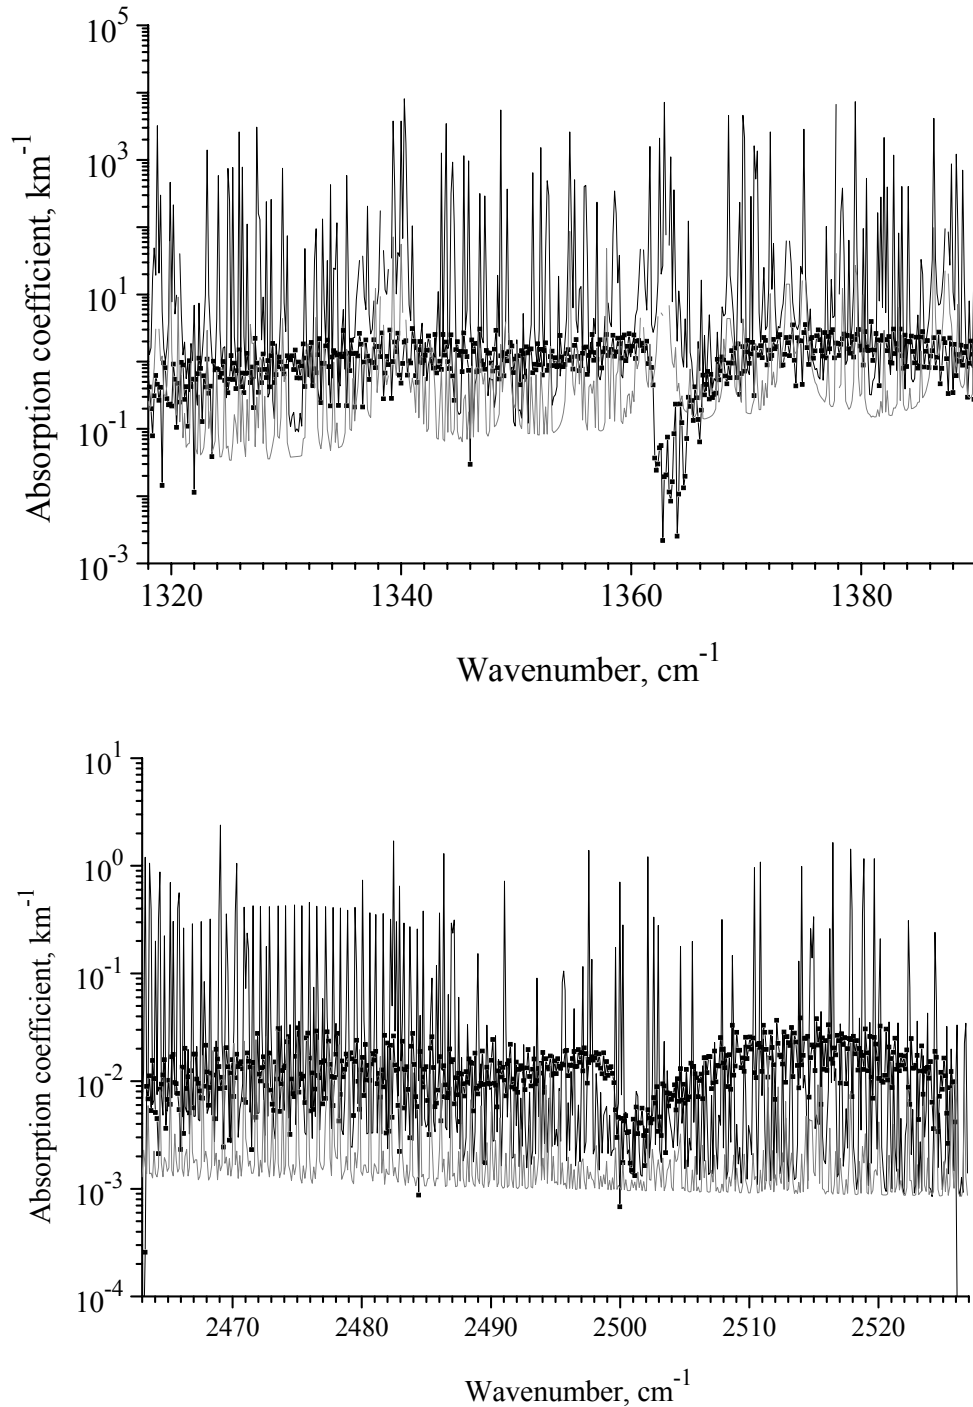 10^5
10^3
10^1
10^-1
10^-3
Absorption coefficient, km^-1
1320 1340 1360 1380
Wavenumber, cm^-1
10^1
10^0
10^-1
10^-2
10^-3
10^-4
Absorption coefficient, km^-1
2470 2480 2490 2500 2510 2520
Wavenumber, cm^-1